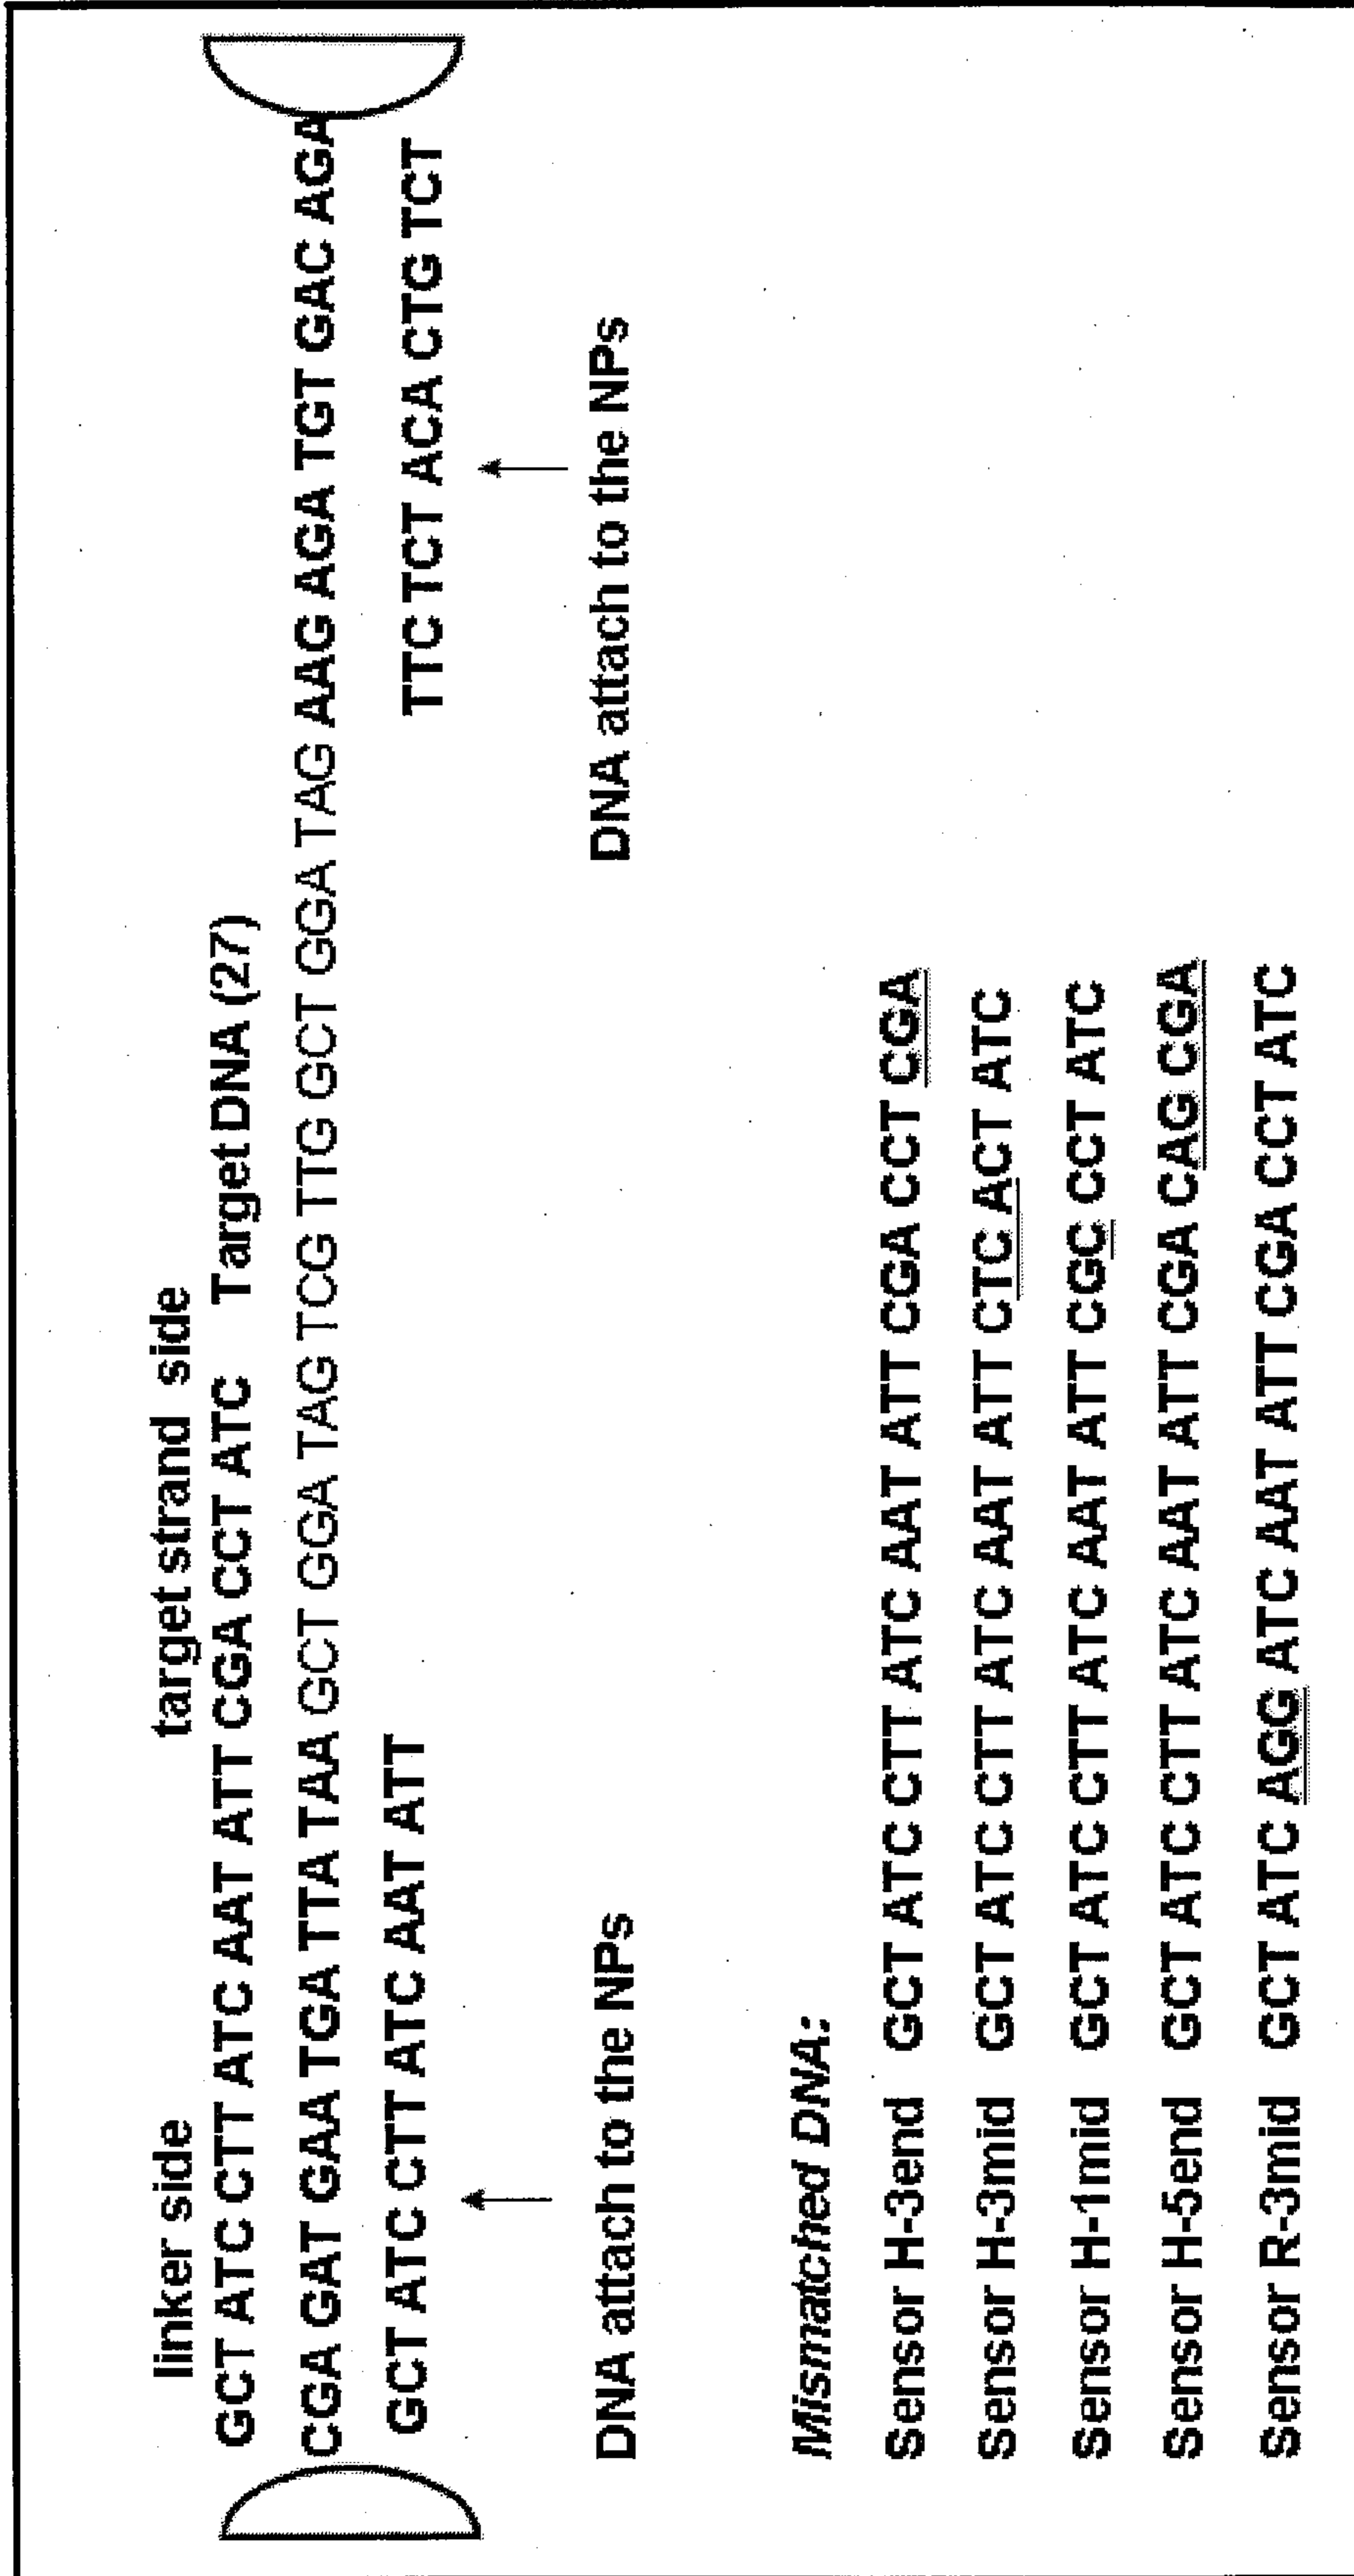 linker side target strand side
GCT ATC CTT ATC AAT ATT CGA CCT ATC Target DNA (27)
CGA GAT GAA TGA TTA TAA GCT GGA TAG TCG TTG GCT GGA TAG AAG AGA TGT GAC AGA
GCT ATC CTT ATC AAT ATT TTC TCT ACA CTG TCT
DNA attach to the NPs DNA attach to the NPs
Mismatched DNA:
Sensor H-3end GCT ATC CTT ATC AAT ATT CGA CCT CGA
Sensor H-3mid GCT ATC CTT ATC AAT ATT CTC ACT ATC
Sensor H-1mid GCT ATC CTT ATC AAT ATT CGC CCT ATC
Sensor H-5end GCT ATC CTT ATC AAT ATT CGA CAG CGA
Sensor R-3mid GCT ATC AGG ATC AAT ATT CGA CCT ATC